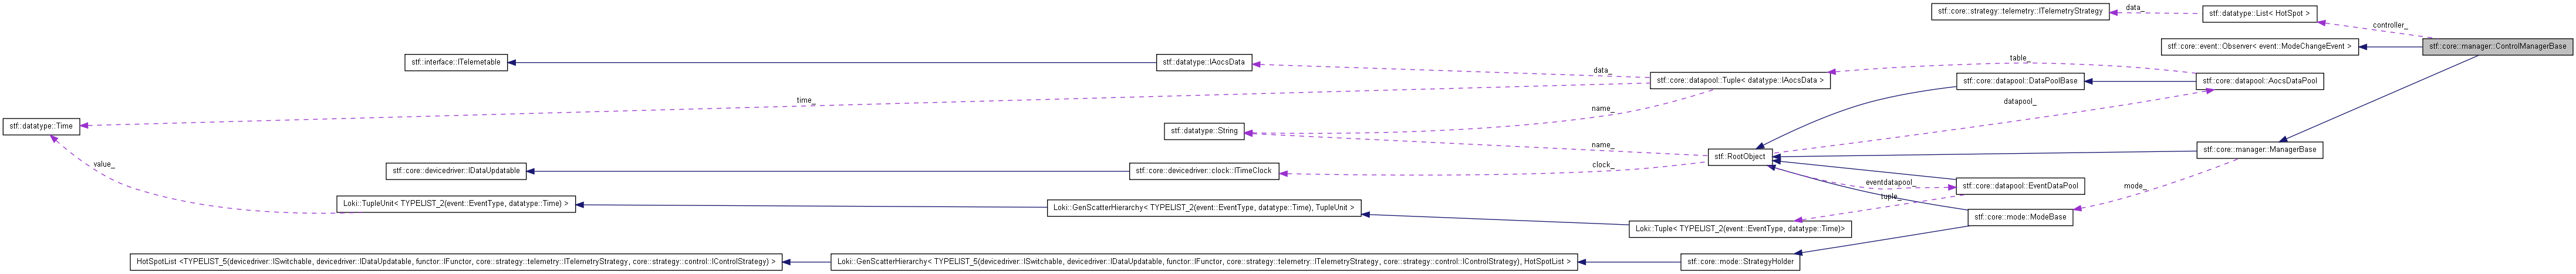 stf::core::strategy::telemetry::ITelemetryStrategy
data_
stf::datatype::List< HotSpot >
controller_
stf::core::event::Observer< event::ModeChangeEvent >
stf::core::manager::ControlManagerBase
stf::interface::ITelemetable
stf::datatype::IAocsData
data_
stf::core::datapool::Tuple< datatype::IAocsData >
table_
stf::core::datapool::DataPoolBase
stf::core::datapool::AocsDataPool
time_
name_
datapool_
stf::datatype::Time
stf::datatype::String
name_
stf::RootObject
stf::core::manager::ManagerBase
value_
stf::core::devicedriver::IDataUpdatable
stf::core::devicedriver::clock::ITimeClock
clock_
eventdatapool_
stf::core::datapool::EventDataPool
mode_
tuple_
Loki::TupleUnit< TYPELIST_2(event::EventType, datatype::Time) >
Loki::GenScatterHierarchy< TYPELIST_2(event::EventType, datatype::Time), TupleUnit >
Loki::Tuple< TYPELIST_2(event::EventType, datatype::Time)>
stf::core::mode::ModeBase
HotSpotList <TYPELIST_5(devicedriver::ISwitchable, devicedriver::IDataUpdatable, functor::IFunctor, core::strategy::telemetry::ITelemetryStrategy, core::strategy::control::IControlStrategy) >
Loki::GenScatterHierarchy< TYPELIST_5(devicedriver::ISwitchable, devicedriver::IDataUpdatable, functor::IFunctor, core::strategy::telemetry::ITelemetryStrategy, core::strategy::control::IControlStrategy), HotSpotList >
stf::core::mode::StrategyHolder